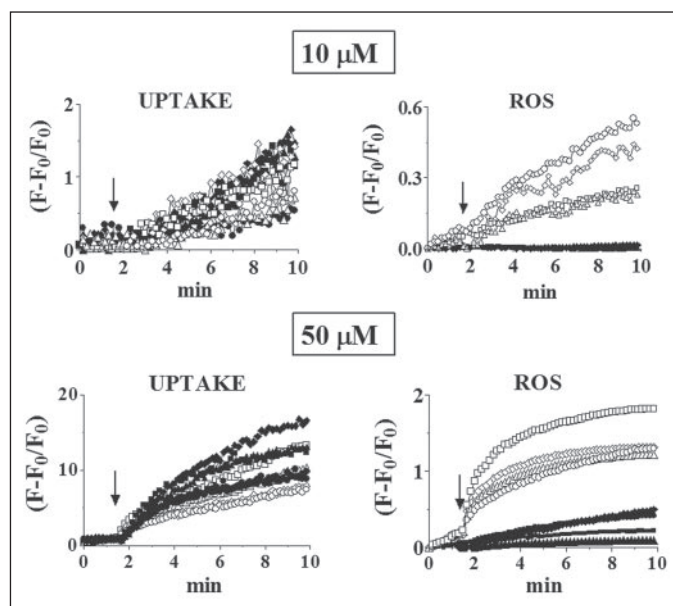 10 μM
UPTAKE
ROS
(F-F0/F0)
2
1
0
0 2 4 6 8 10
min
(F-F0/F0)
0.6
0.3
0.0
0 2 4 6 8 10
min
50 μM
UPTAKE
ROS
(F-F0/F0)
20
10
0
0 2 4 6 8 10
min
(F-F0/F0)
2
1
0
0 2 4 6 8 10
min